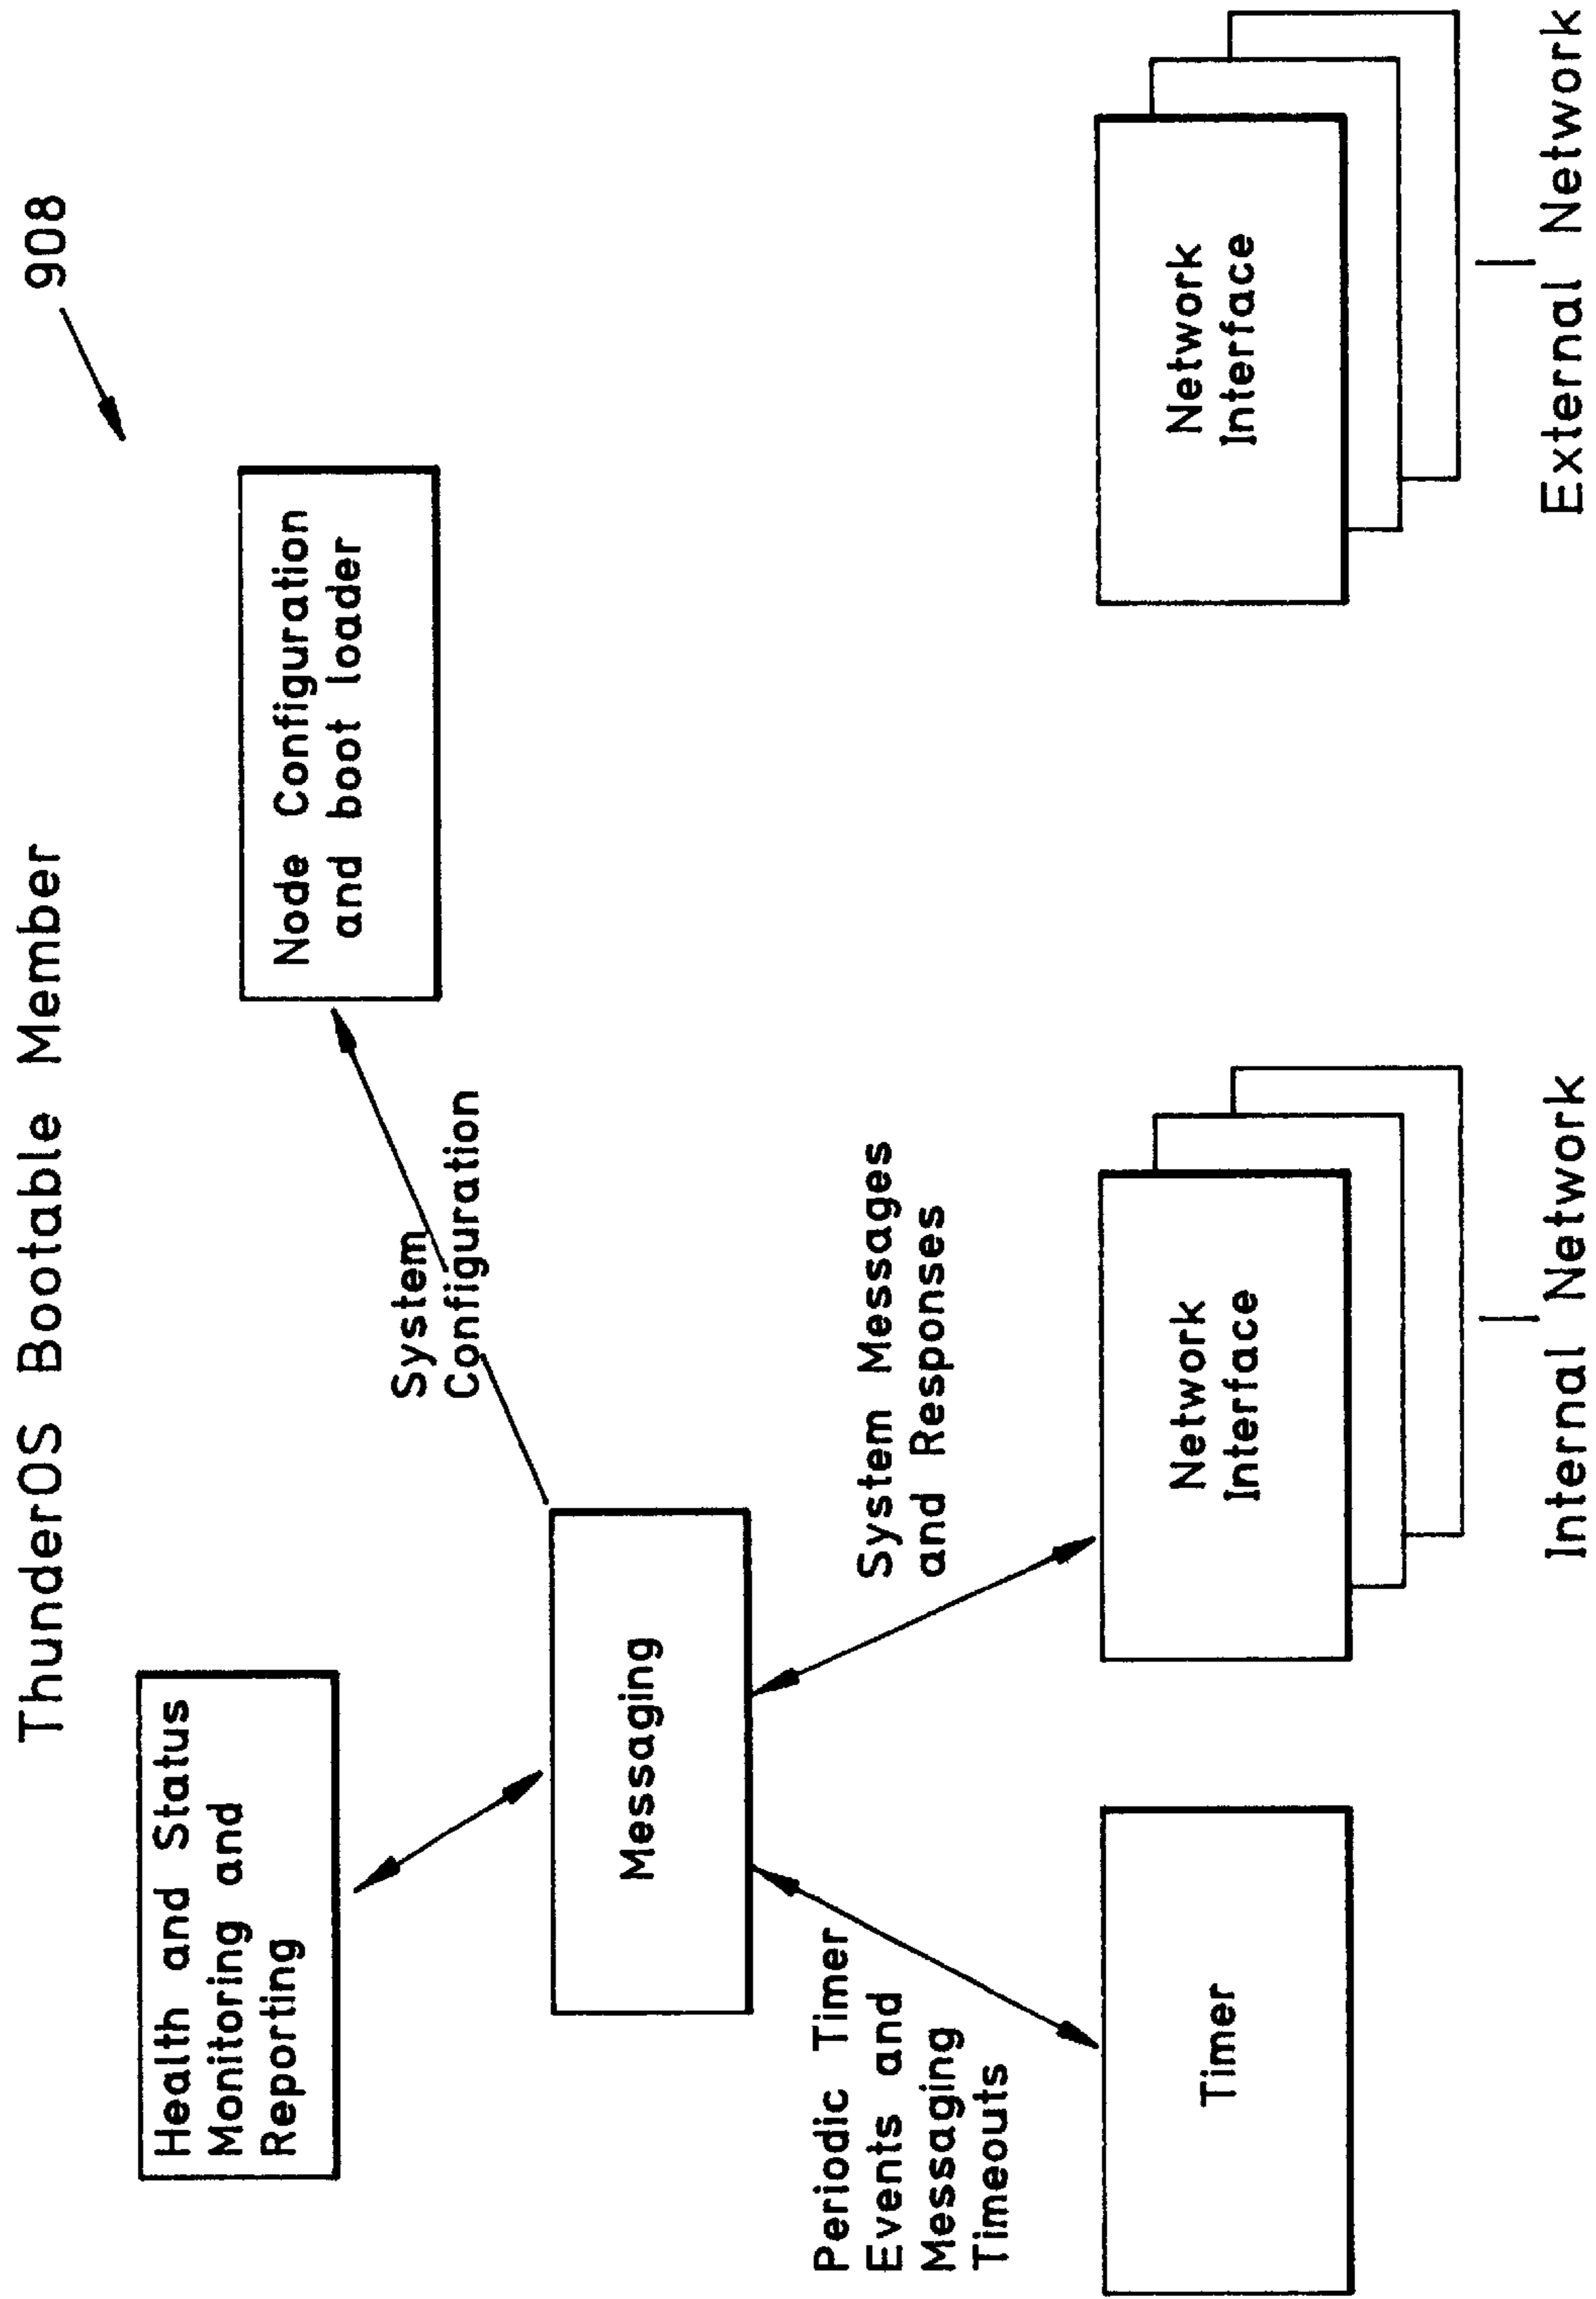 ThunderOS Bootable Member
908
Health and Status
Monitoring and
Reporting
Node Configuration
and boot loader
System
Configuration
Messaging
Periodic Timer
Events and
Messaging
Timeouts
System Messages
and Responses
Timer
Network
Interface
Network
Interface
Internal Network
External Network